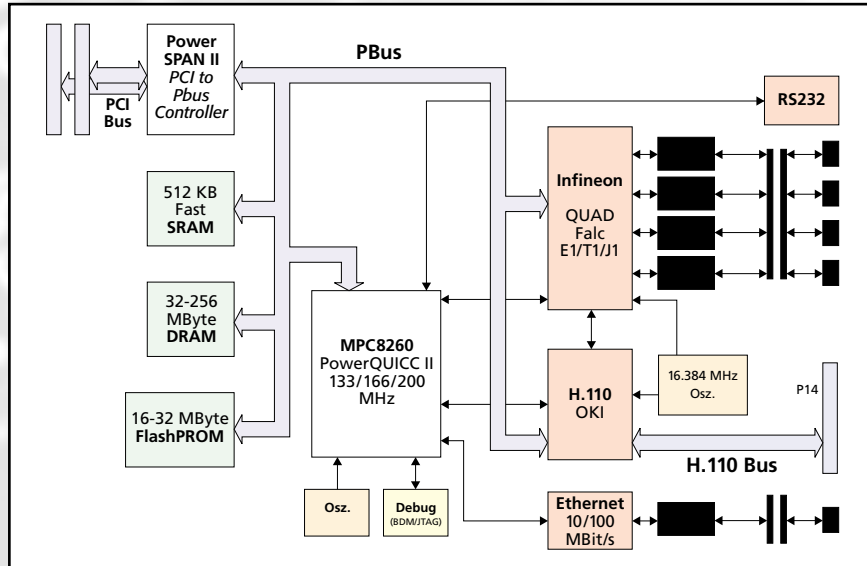 Power
SPAN II
PCI to
Pbus
Controller
PBus
PCI
Bus
RS232
512 KB
Fast
SRAM
Infineon
QUAD
Falc
E1/T1/J1
32-256
MByte
DRAM
MPC8260
PowerQUICC II
133/166/200
MHz
H.110
OKI
16.384 MHz
Osz.
P14
16-32 MByte
FlashPROM
H.110 Bus
Osz.
Debug
(BDM/JTAG)
Ethernet
10/100
MBit/s